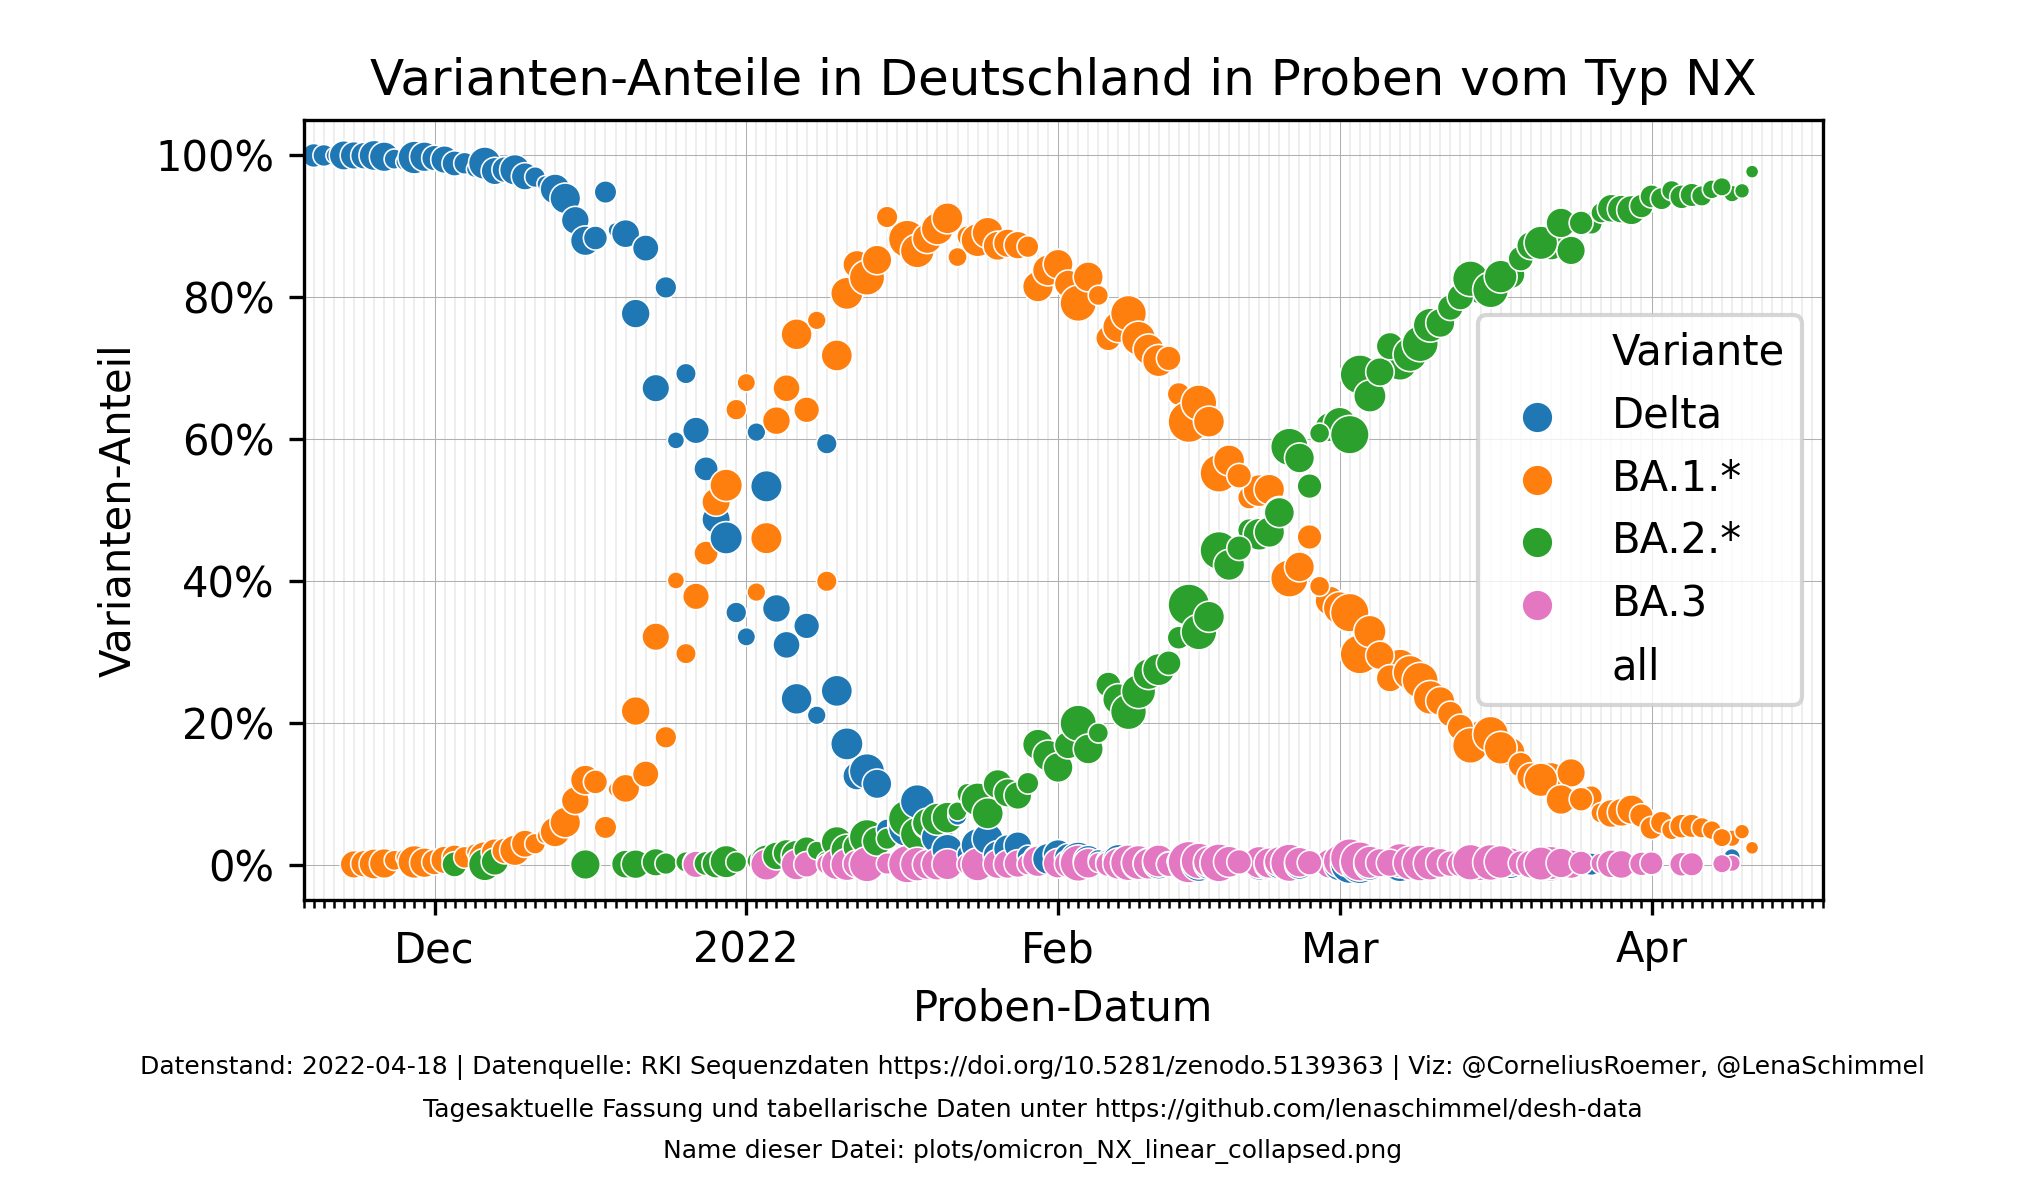 Varianten-Anteile in Deutschland in Proben vom Typ NX
Varianten-Anteil
100%
80%
60%
40%
20%
0%
Variante
Delta
BA.1.*
BA.2.*
BA.3
all
Dec
2022
Feb
Mar
Apr
Proben-Datum
Datenstand: 2022-04-18 | Datenquelle: RKI Sequenzdaten https://doi.org/10.5281/zenodo.5139363 | Viz: @CorneliusRoemer, @LenaSchimmel
Tagesaktuelle Fassung und tabellarische Daten unter https://github.com/lenaschimmel/desh-data
Name dieser Datei: plots/omicron_NX_linear_collapsed.png